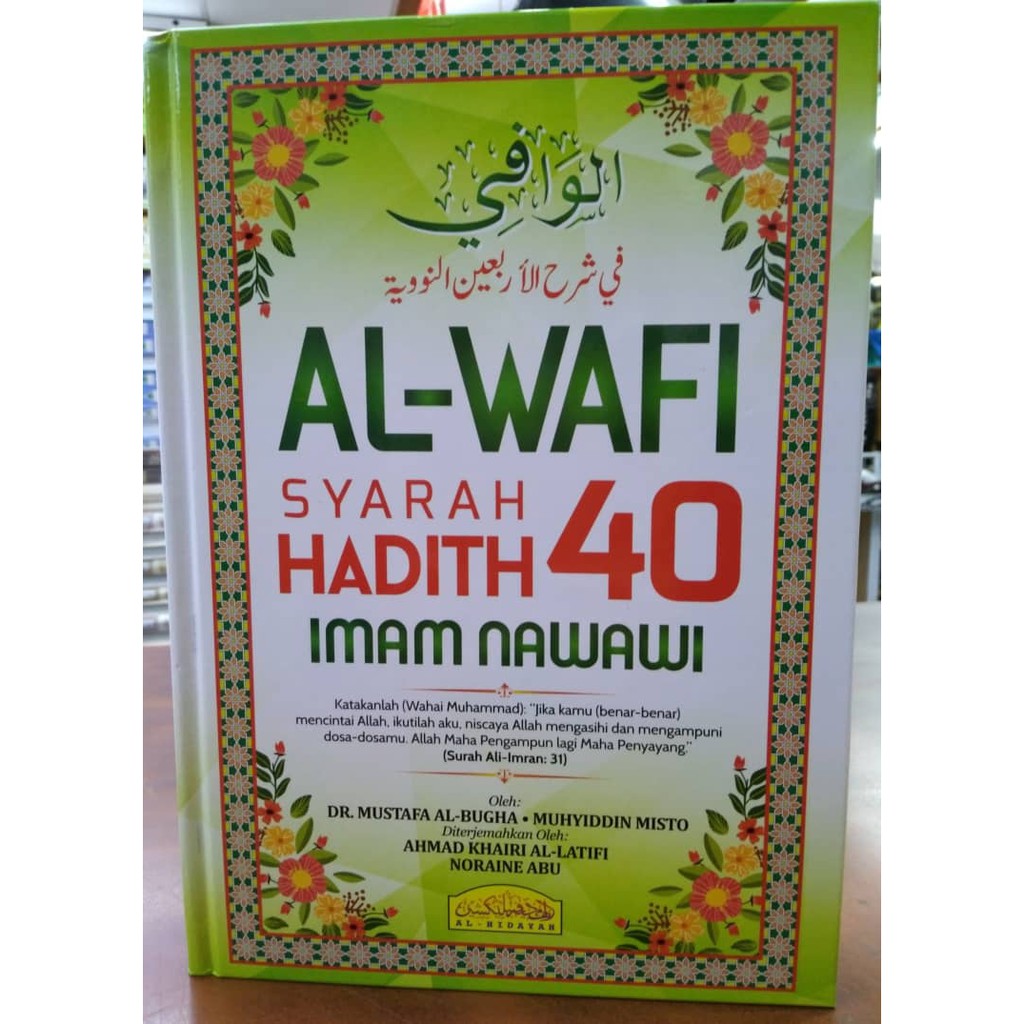 الوَافِي
في شرح الأربعين النووية
AL-WAFI
SYARAH
HADITH 40
IMAM NAWAWI
Katakanlah (Wahai Muhammad): "Jika kamu (benar-benar)
mencintai Allah, ikutilah aku, niscaya Allah mengasihi dan mengampuni
dosa-dosamu. Allah Maha Pengampun lagi Maha Penyayang."
(Surah Ali-Imran: 31)
Oleh:
DR. MUSTAFA AL-BUGHA • MUHYIDDIN MISTO
Diterjemahkan Oleh:
AHMAD KHAIRI AL-LATIFI
NORAINE ABU
AL-HIDAYAH